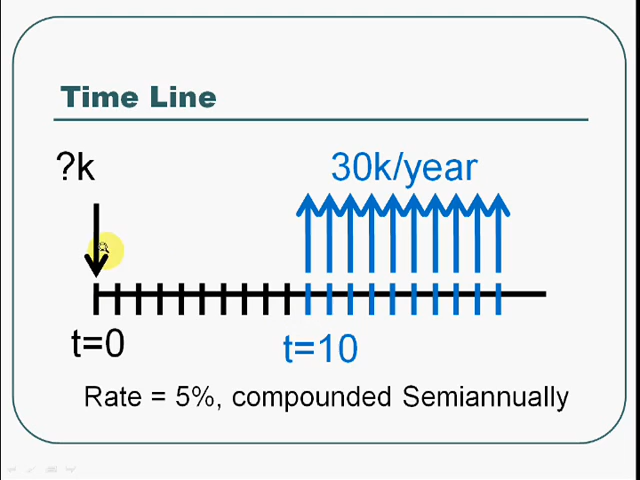 Time Line
?k
30k/year
t=0
t=10
Rate = 5%, compounded Semiannually